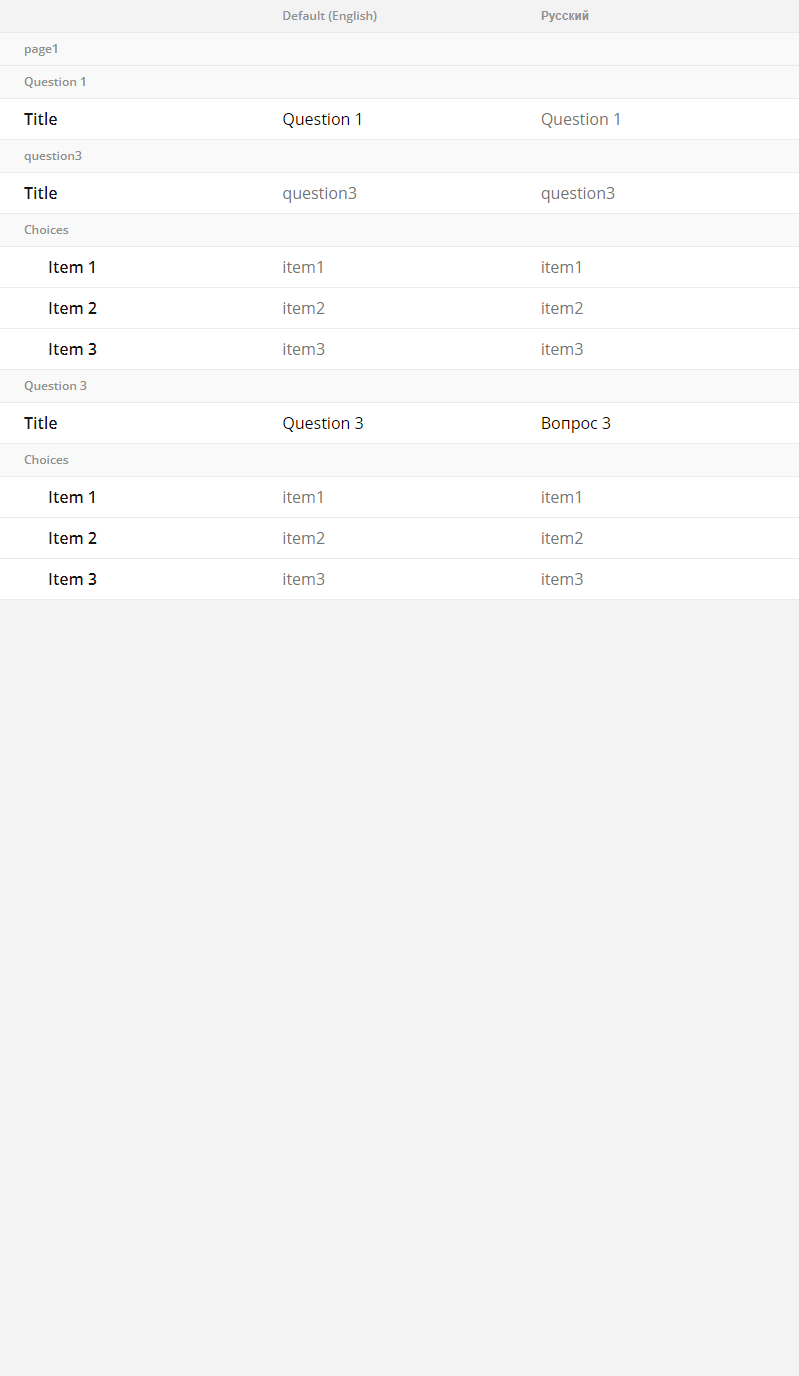 Default (English) Русский
page1
Question 1
Title Question 1 Question 1
question3
Title question3 question3
Choices
Item 1 item1 item1
Item 2 item2 item2
Item 3 item3 item3
Question 3
Title Question 3 Вопрос 3
Choices
Item 1 item1 item1
Item 2 item2 item2
Item 3 item3 item3